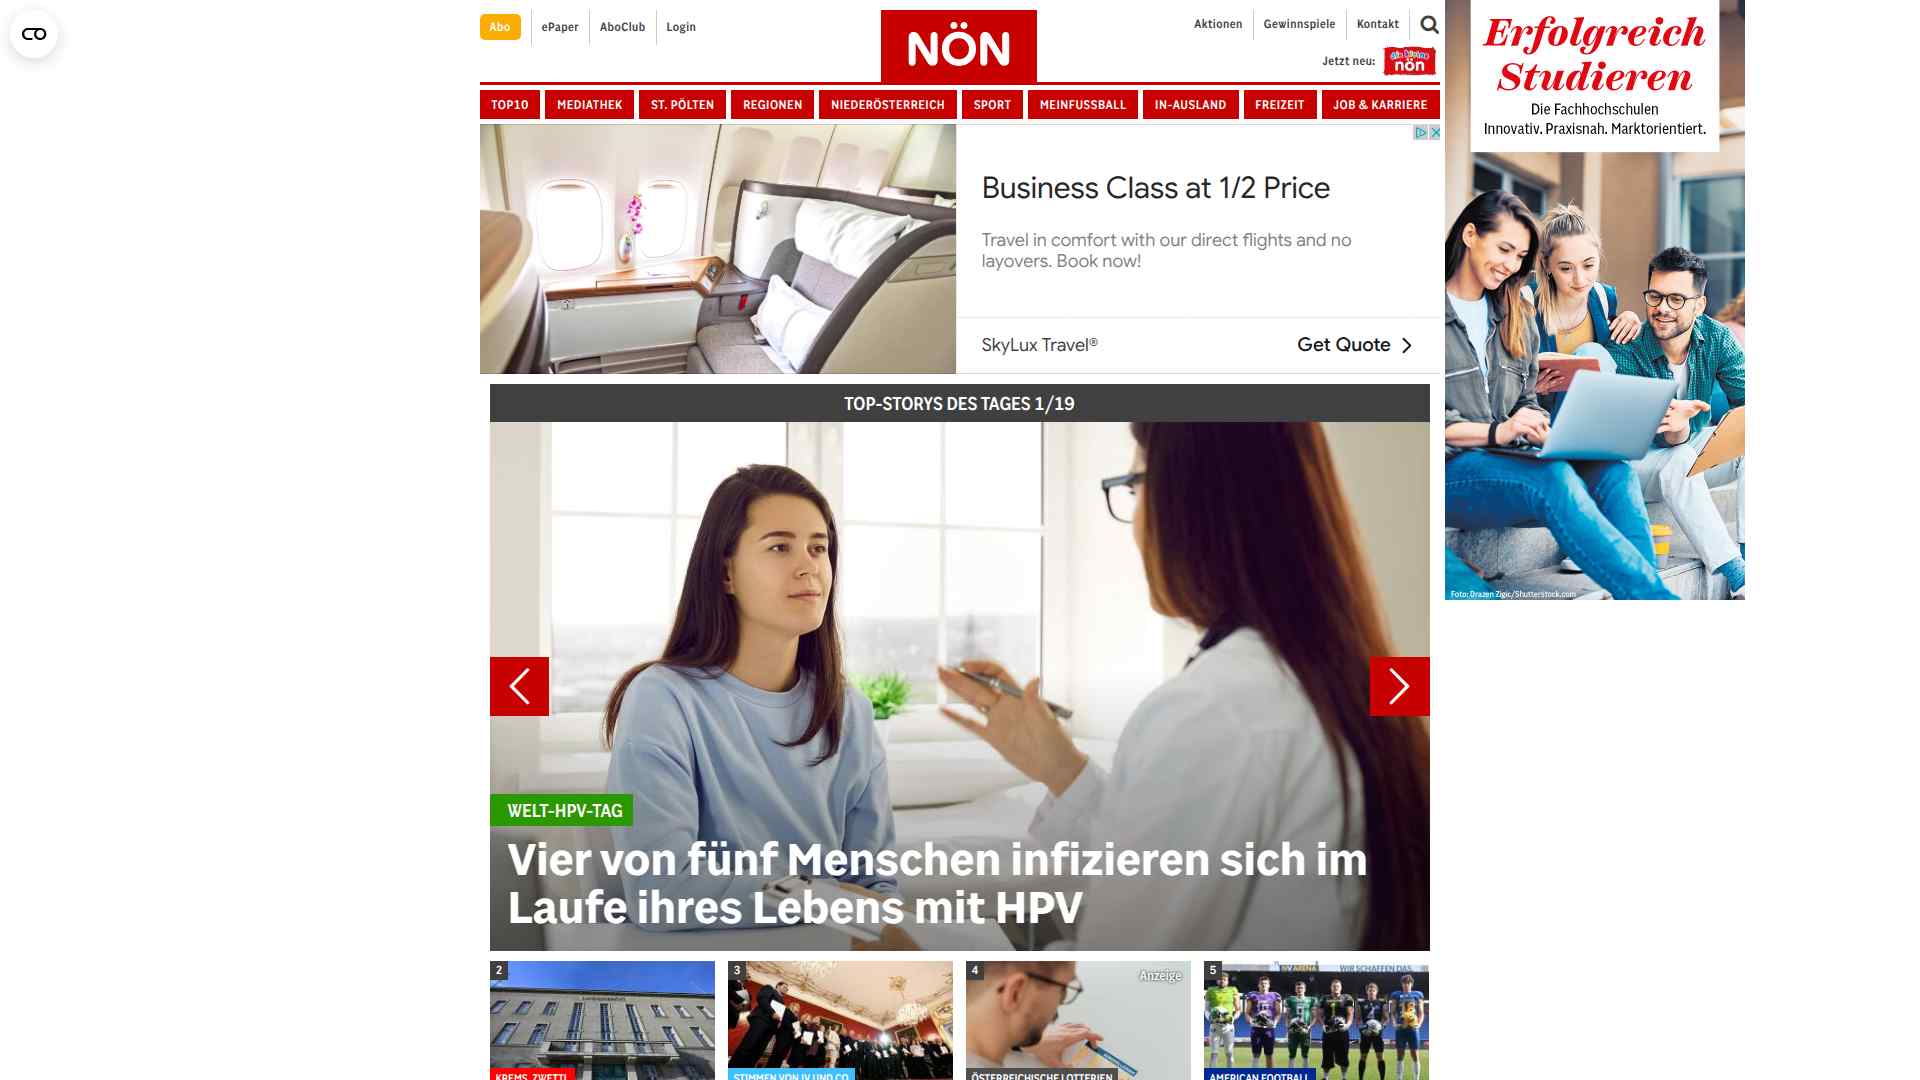 Abo
ePaper
AboClub
Login
NÖN
Aktionen
Gewinnspiele
Kontakt
Jetzt neu:
die kleine
nön
TOP10
MEDIATHEK
ST. PÖLTEN
REGIONEN
NIEDERÖSTERREICH
SPORT
MEINFUSSBALL
IN-AUSLAND
FREIZEIT
JOB & KARRIERE
Business Class at 1/2 Price
Travel in comfort with our direct flights and no
layovers. Book now!
SkyLux Travel®
Get Quote
Erfolgreich
Studieren
Die Fachhochschulen
Innovativ. Praxisnah. Marktorientiert.
Foto: Drazen Zigic/Shutterstock.com
TOP-STORYS DES TAGES 1/19
WELT-HPV-TAG
Vier von fünf Menschen infizieren sich im
Laufe ihres Lebens mit HPV
2
KREMS, ZWETTL
3
STIMMEN VON IV UND CO
4
Anzeige
ÖSTERREICHISCHE LOTTERIEN
5
NV ARENA
WIR SCHAFFEN DAS.
AMERICAN FOOTBALL